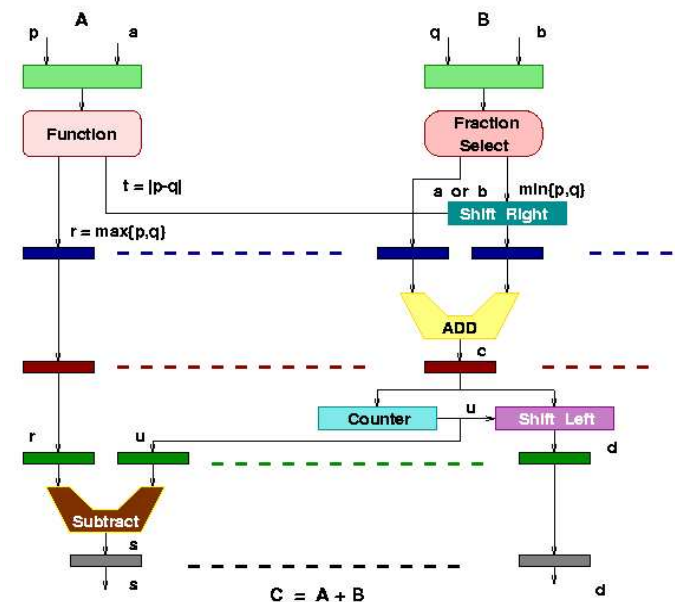 A
B
p
a
q
b
Function
Fraction
Select
t = |p-q|
a or b
min{p,q}
Shift Right
r = max{p,q}
ADD
c
Counter
u
Shift Left
r
u
d
Subtract
s
s
C = A + B
d